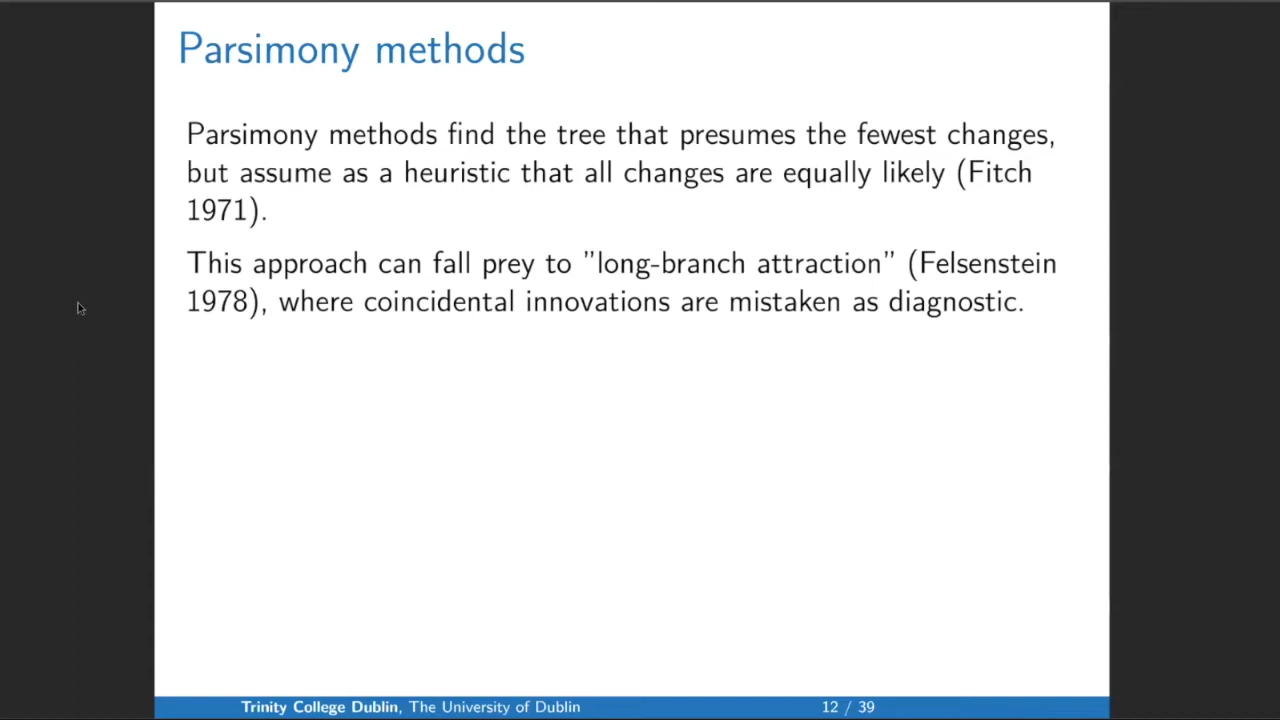 Parsimony methods
Parsimony methods find the tree that presumes the fewest changes,
but assume as a heuristic that all changes are equally likely (Fitch
1971).
This approach can fall prey to ”long-branch attraction” (Felsenstein
1978), where coincidental innovations are mistaken as diagnostic.
Trinity College Dublin, The University of Dublin 12 / 39